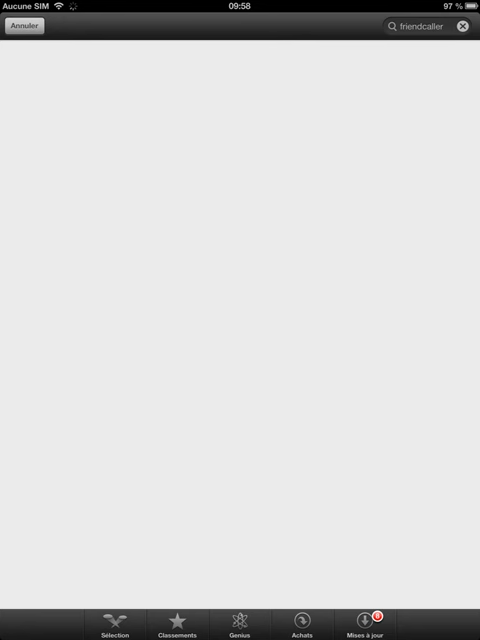 Aucune SIM 09:58 97 %
Annuler friendcaller
Sélection Classements Genius Achats Mises à jour